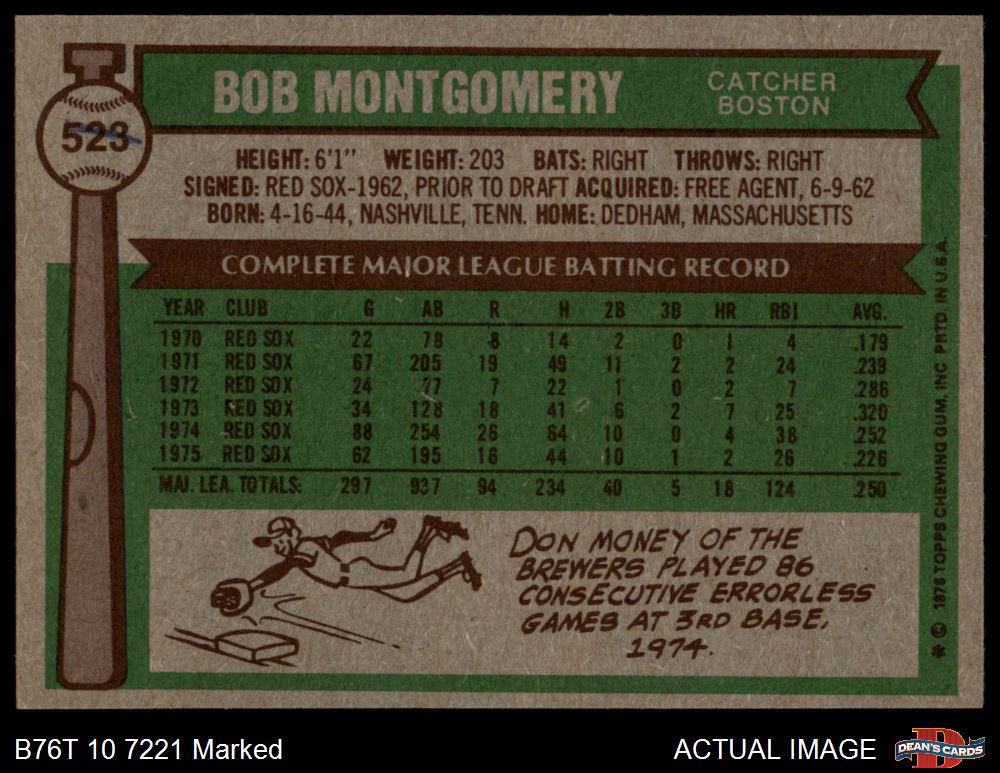 BOB MONTGOMERY
CATCHER
BOSTON
523
HEIGHT: 6'1" WEIGHT: 203 BATS: RIGHT THROWS: RIGHT
SIGNED: RED SOX-1962, PRIOR TO DRAFT ACQUIRED: FREE AGENT, 6-9-62
BORN: 4-16-44, NASHVILLE, TENN. HOME: DEDHAM, MASSACHUSETTS
COMPLETE MAJOR LEAGUE BATTING RECORD
YEAR CLUB G AB R H 2B 3B HR RBI AVG.
1970 RED SOX 22 78 8 14 2 0 1 4 .179
1971 RED SOX 67 205 19 49 11 2 2 24 .239
1972 RED SOX 24 77 7 22 1 0 2 7 .286
1973 RED SOX 34 128 18 41 6 2 7 25 .320
1974 RED SOX 88 254 26 64 10 0 4 38 .252
1975 RED SOX 62 195 16 44 10 1 2 26 .226
MAJ. LEA. TOTALS: 297 937 94 234 40 5 18 124 .250
DON MONEY OF THE
BREWERS PLAYED 86
CONSECUTIVE ERRORLESS
GAMES AT 3RD BASE,
1974.
* © 1976 TOPPS CHEWING GUM, INC PRTD. IN U.S.A.
B76T 10 7221 Marked
ACTUAL IMAGE
DEAN'S CARDS